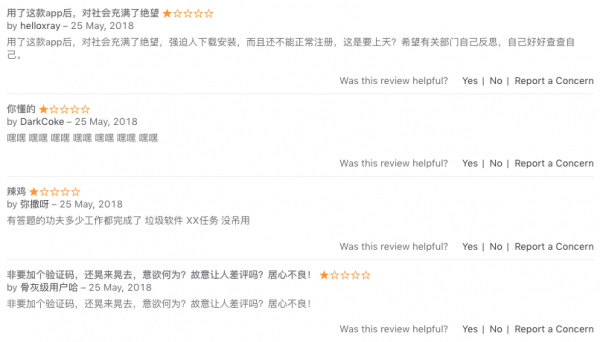 用了这款app后，对社会充满了绝望 ★☆☆☆☆
by helloxray – 25 May, 2018
用了这款app后，对社会充满了绝望，强迫人下载安装，而且还不能正常注册，这是要上天？希望有关部门自己反思，自己好好查查自
己。
Was this review helpful? Yes | No | Report a Concern
你懂的 ★☆☆☆☆
by DarkCoke – 25 May, 2018
嘿嘿 嘿嘿 嘿嘿 嘿嘿 嘿嘿 嘿嘿 嘿嘿
Was this review helpful? Yes | No | Report a Concern
辣鸡 ★☆☆☆☆
by 弥撒呀 – 25 May, 2018
有答题的功夫多少工作都完成了 垃圾软件 XX任务 没吊用
Was this review helpful? Yes | No | Report a Concern
非要加个验证码，还晃来晃去，意欲何为？故意让人差评吗？居心不良！ ★☆☆☆☆
by 骨灰级用户哈 – 25 May, 2018
非要加个验证码，还晃来晃去，意欲何为？故意让人差评吗？居心不良！
Was this review helpful? Yes | No | Report a Concern